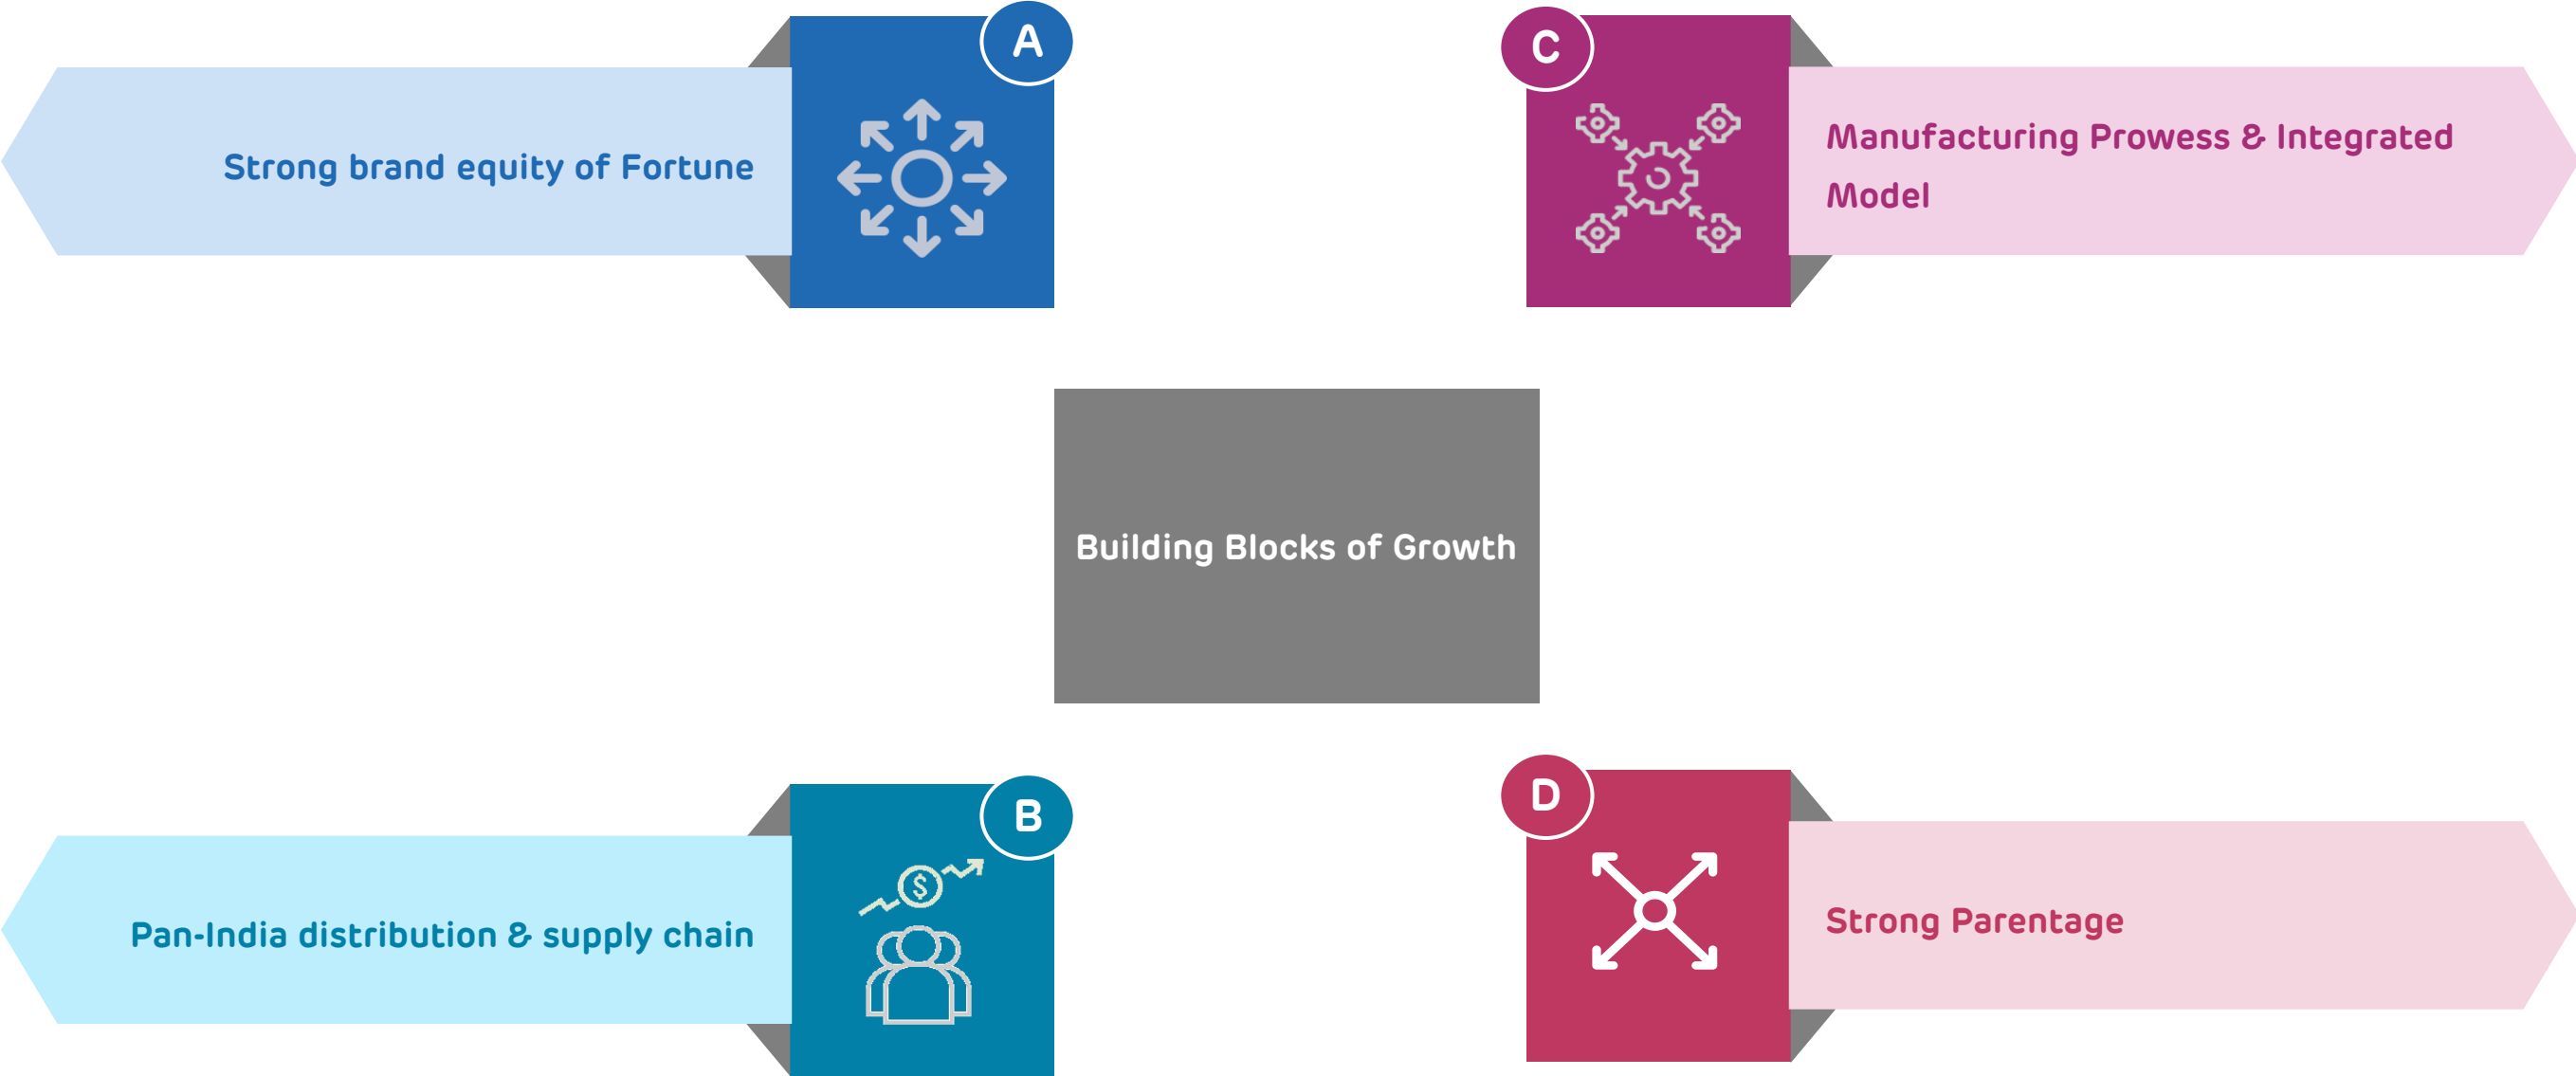 A
Strong brand equity of Fortune
C
Manufacturing Prowess & Integrated
Model
Building Blocks of Growth
B
$
Pan-India distribution & supply chain
D
Strong Parentage